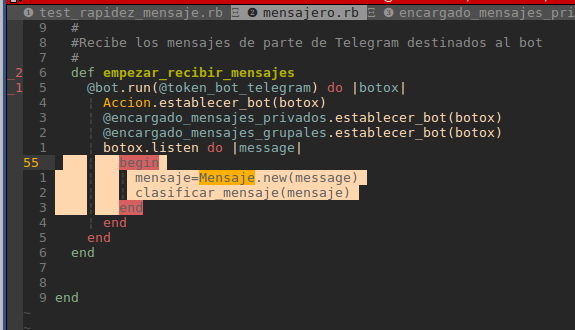 ❶ test_rapidez_mensaje.rb Ξ ❷ mensajero.rb Ξ ❸ encargado_mensajes_pri
9 #
8 #Recibe los mensajes de parte de Telegram destinados al bot
7 #
_2 6 def empezar_recibir_mensajes
_1 5 @bot.run(@token_bot_telegram) do |botox|
4 ¦ Accion.establecer_bot(botox)
3 ¦ @encargado_mensajes_privados.establecer_bot(botox)
2 ¦ @encargado_mensajes_grupales.establecer_bot(botox)
1 ¦ botox.listen do |message|
55 begin
1 ¦ mensaje=Mensaje.new(message)
2 ¦ clasificar_mensaje(mensaje)
3 end
4 ¦ end
5 end
6 end
7
8
9 end
~
~